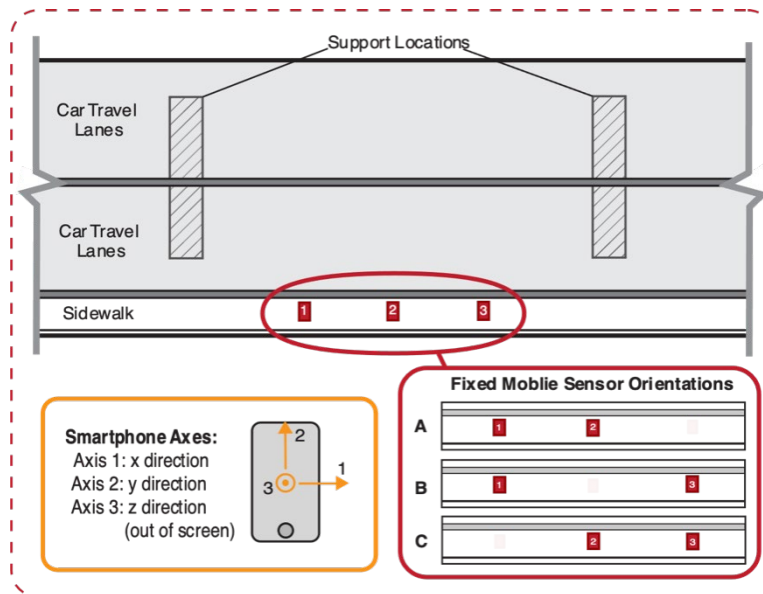 Support Locations
Car Travel
Lanes
Car Travel
Lanes
Sidewalk
1
2
3
Smartphone Axes:
Axis 1: x direction
Axis 2: y direction
Axis 3: z direction
(out of screen)
2
1
3
Fixed Moblie Sensor Orientations
A
1
2
B
1
3
C
2
3